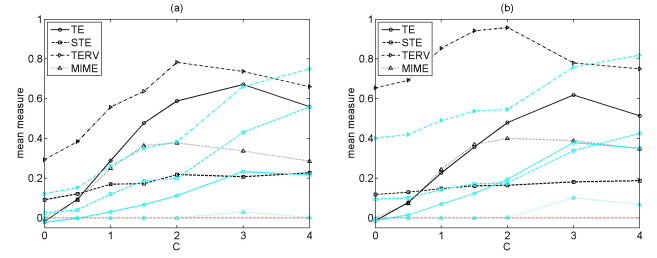 (a)
mean measure
1
0.8
0.6
0.4
0.2
0
TE
STE
TERV
MIME
0 1 2 3 4
C
(b)
mean measure
1
0.8
0.6
0.4
0.2
0
TE
STE
TERV
MIME
0 1 2 3 4
C